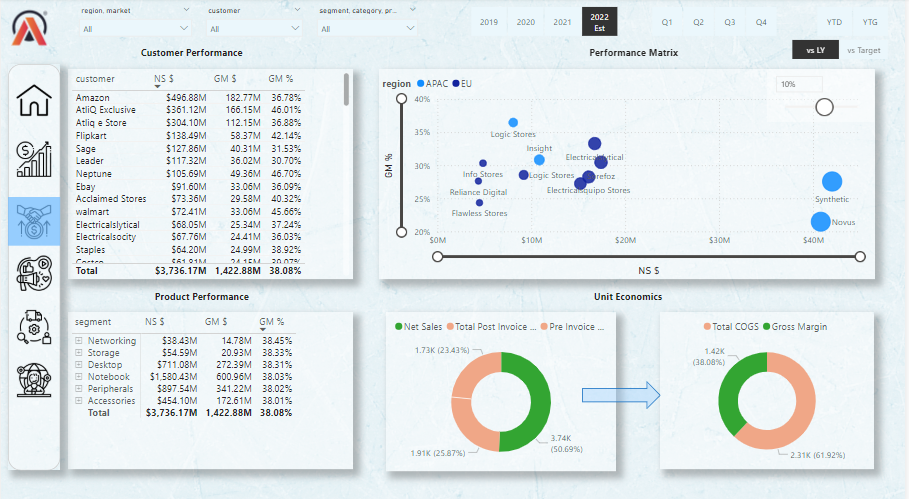 region, market
customer
segment, category, pr...
All
All
All
2019
2020
2021
2022 Est
Q1
Q2
Q3
Q4
YTD
YTG
vs LY
vs Target
Customer Performance
customer NS $ GM $ GM %
Amazon $496.88M 182.77M 36.78%
AtliQ Exclusive $361.12M 166.15M 46.01%
Atliq e Store $304.10M 112.15M 36.88%
Flipkart $138.49M 58.37M 42.14%
Sage $127.86M 40.31M 31.53%
Leader $117.32M 36.02M 30.70%
Neptune $105.69M 49.36M 46.70%
Ebay $91.60M 33.06M 36.09%
Acclaimed Stores $73.36M 29.58M 40.32%
walmart $72.41M 33.06M 45.66%
Electricalslytical $68.05M 25.34M 37.24%
Electricalsocity $67.76M 24.41M 36.03%
Staples $64.20M 24.99M 38.92%
Costco $61.81M 24.15M 39.07%
Total $3,736.17M 1,422.88M 38.08%
Performance Matrix
region APAC EU
10%
GM %
40%
35%
30%
25%
20%
Logic Stores
Insight
Electricalslytical
Info Stores
Logic Stores
Reliance Digital
Electricalsquipo Stores
Flawless Stores
Synthetic
Novus
$0M $10M $20M $30M $40M
NS $
Product Performance
segment NS $ GM $ GM %
Networking $38.43M 14.78M 38.45%
Storage $54.59M 20.93M 38.33%
Desktop $711.08M 272.39M 38.31%
Notebook $1,580.43M 600.96M 38.03%
Peripherals $897.54M 341.22M 38.02%
Accessories $454.10M 172.61M 38.01%
Total $3,736.17M 1,422.88M 38.08%
Unit Economics
Net Sales Total Post Invoice ... Pre Invoice ...
1.73K (23.43%)
1.91K (25.87%)
3.74K
(50.69%)
Total COGS Gross Margin
1.42K
(38.08%)
2.31K (61.92%)